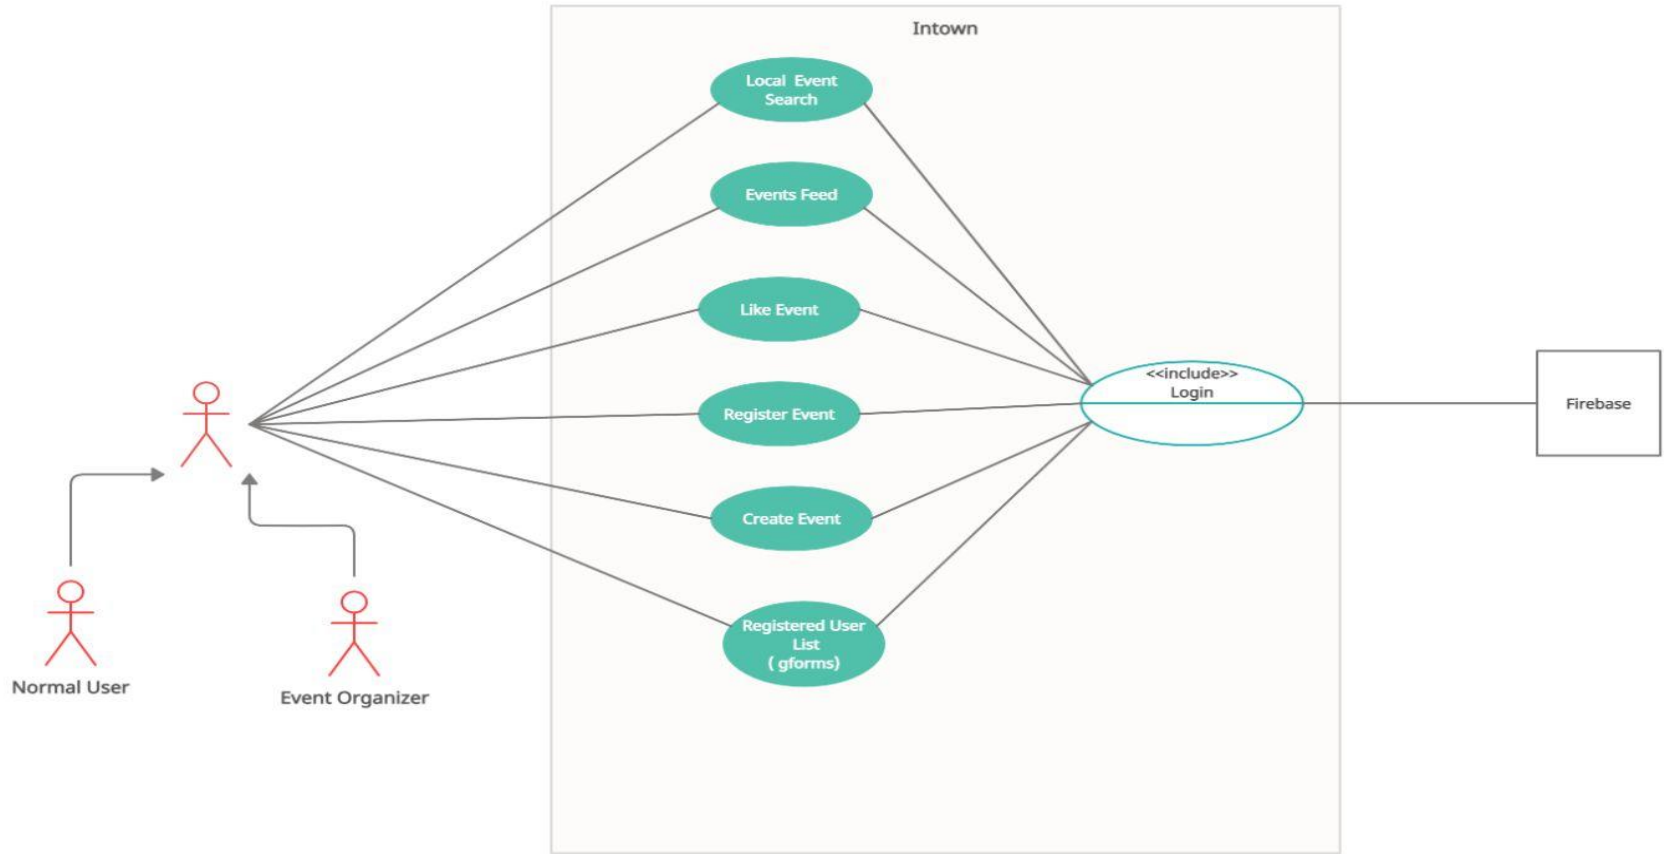 Intown
Local Event
Search
Events Feed
Like Event
Register Event
Create Event
Registered User
List
( gforms)
<<include>>
Login
Firebase
Normal User
Event Organizer